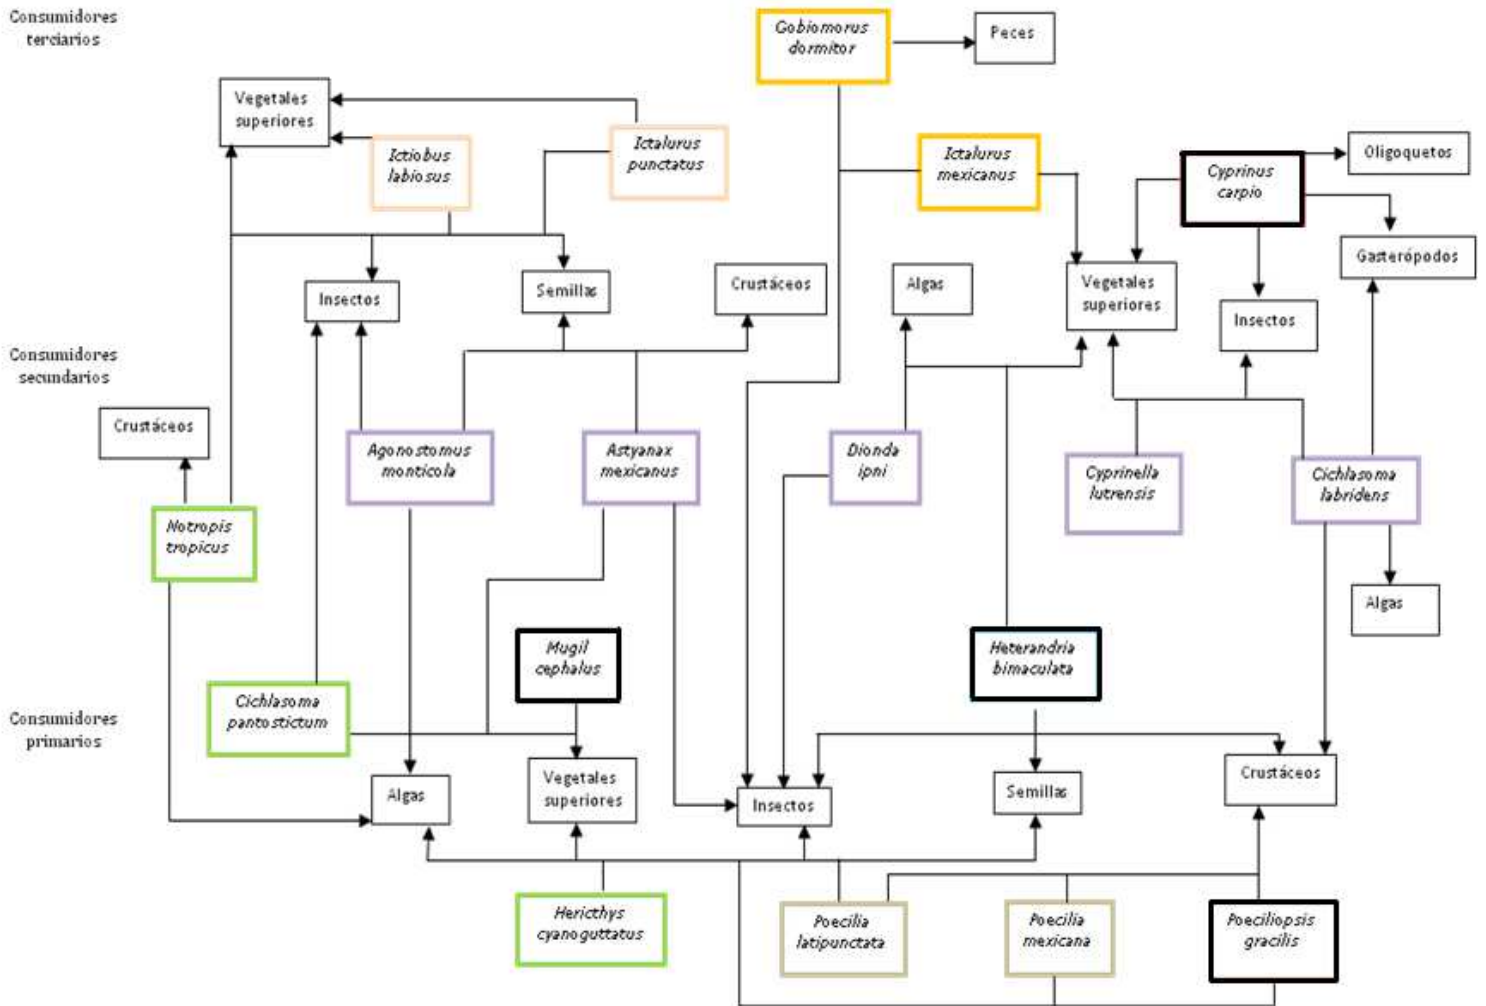 Consumidores
terciarios
Gobiomorus
dormitor
Peces
Vegetales
superiores
Ictiobus
labiosus
Ictalurus
punctatus
Ictalurus
mexicanus
Cyprinus
carpio
Oligoquetos
Gasterópodos
Insectos
Semillas
Crustáceos
Algas
Vegetales
superiores
Insectos
Consumidores
secundarios
Crustáceos
Agonostomus
monticola
Astyanax
mexicanus
Dionda
ipni
Cyprinella
lutrensis
Cichlasoma
labridens
Notropis
tropicus
Algas
Mugil
cephalus
Heterandria
bimaculata
Consumidores
primarios
Cichlasoma
pantostictum
Algas
Vegetales
superiores
Insectos
Semillas
Crustáceos
Hericthys
cyanoguttatus
Poecilia
latipunctata
Poecilia
mexicana
Poeciliopsis
gracilis